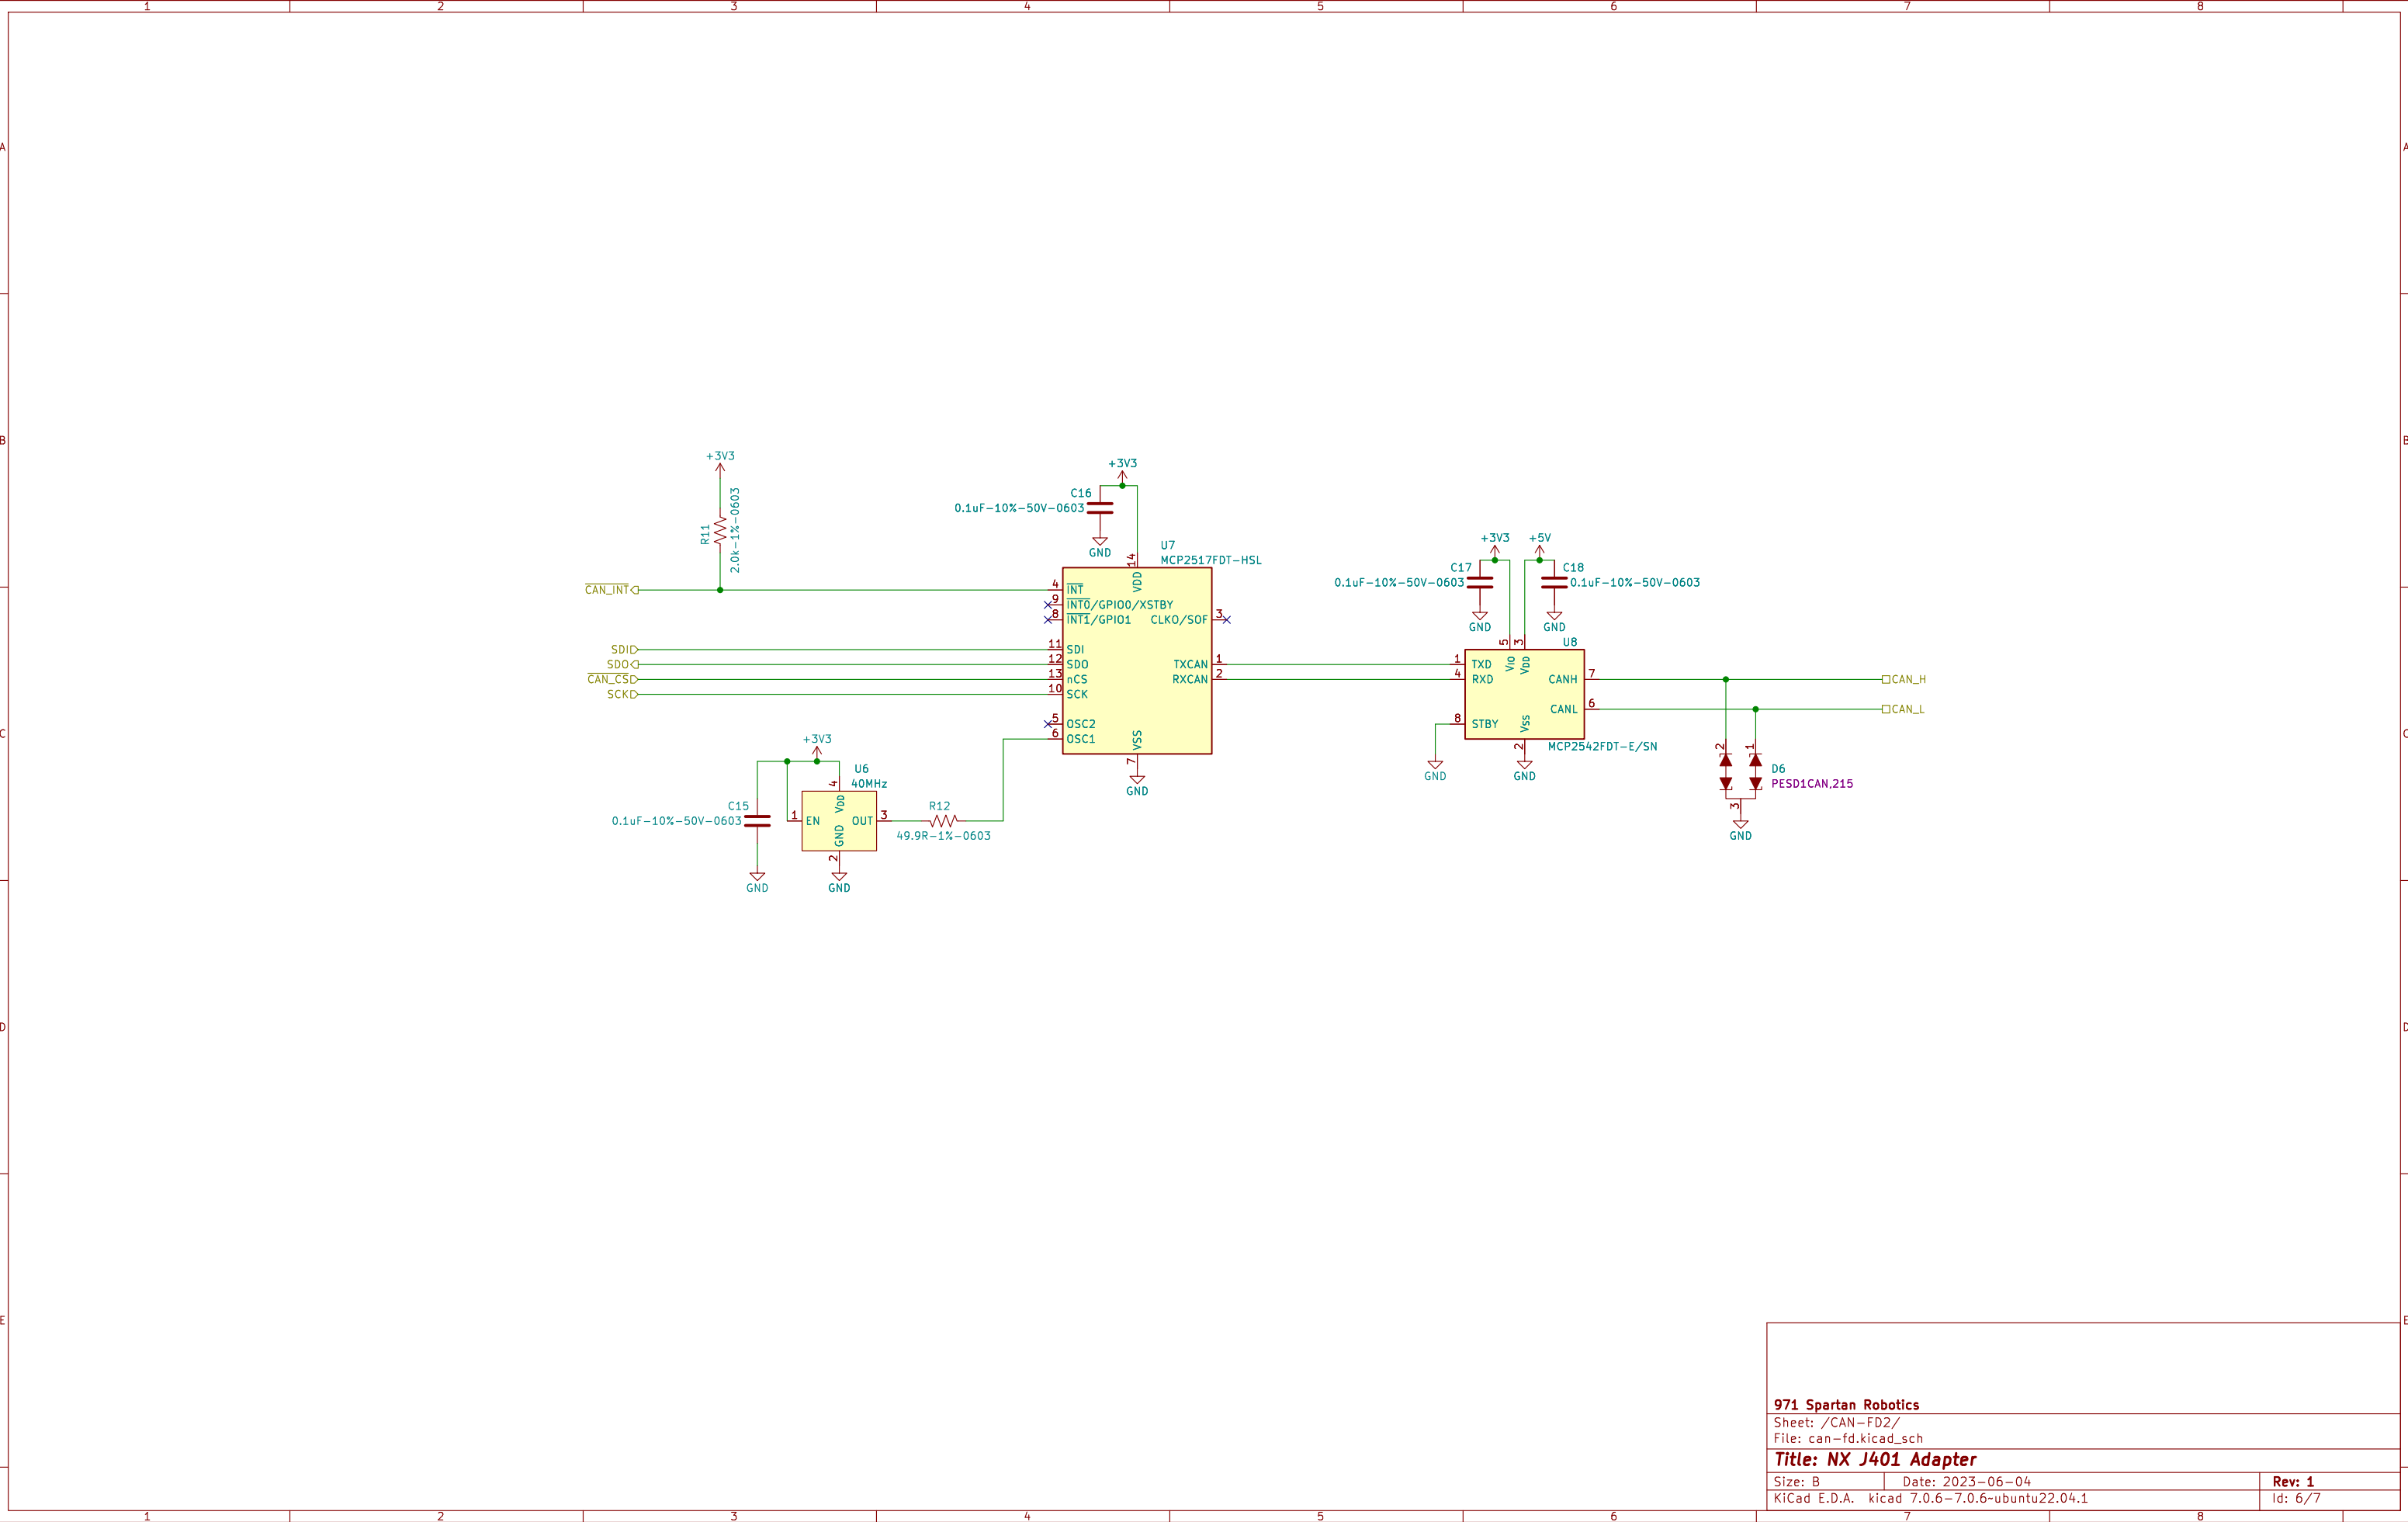 1 2 3 4 5 6 7 8
A A
B B
C C
D D
E E
+3V3
R11
2.0k-1%-0603
CAN_INT
SDI
SDO
CAN_CS
SCK
+3V3
C16
0.1uF-10%-50V-0603
GND
U7
MCP2517FDT-HSL
14
VDD
4 INT
9 INT0/GPIO0/XSTBY
8 INT1/GPIO1
CLKO/SOF 3
11 SDI
12 SDO
13 nCS
10 SCK
TXCAN 1
RXCAN 2
5 OSC2
6 OSC1
VSS
7
GND
+3V3
U6
40MHz
C15
0.1uF-10%-50V-0603
GND
4
VDD
1 EN
OUT 3
GND
2
GND
R12
49.9R-1%-0603
+3V3
+5V
C17
0.1uF-10%-50V-0603
GND
C18
0.1uF-10%-50V-0603
GND
U8
5 3
VIO VDD
1 TXD
4 RXD
8 STBY
CANH 7
CANL 6
Vss
2
MCP2542FDT-E/SN
GND
GND
CAN_H
CAN_L
2 1
D6
PESD1CAN,215
3
GND
971 Spartan Robotics
Sheet: /CAN-FD2/
File: can-fd.kicad_sch
Title: NX J401 Adapter
Size: B Date: 2023-06-04 Rev: 1
KiCad E.D.A. kicad 7.0.6-7.0.6~ubuntu22.04.1 Id: 6/7
1 2 3 4 5 6 7 8